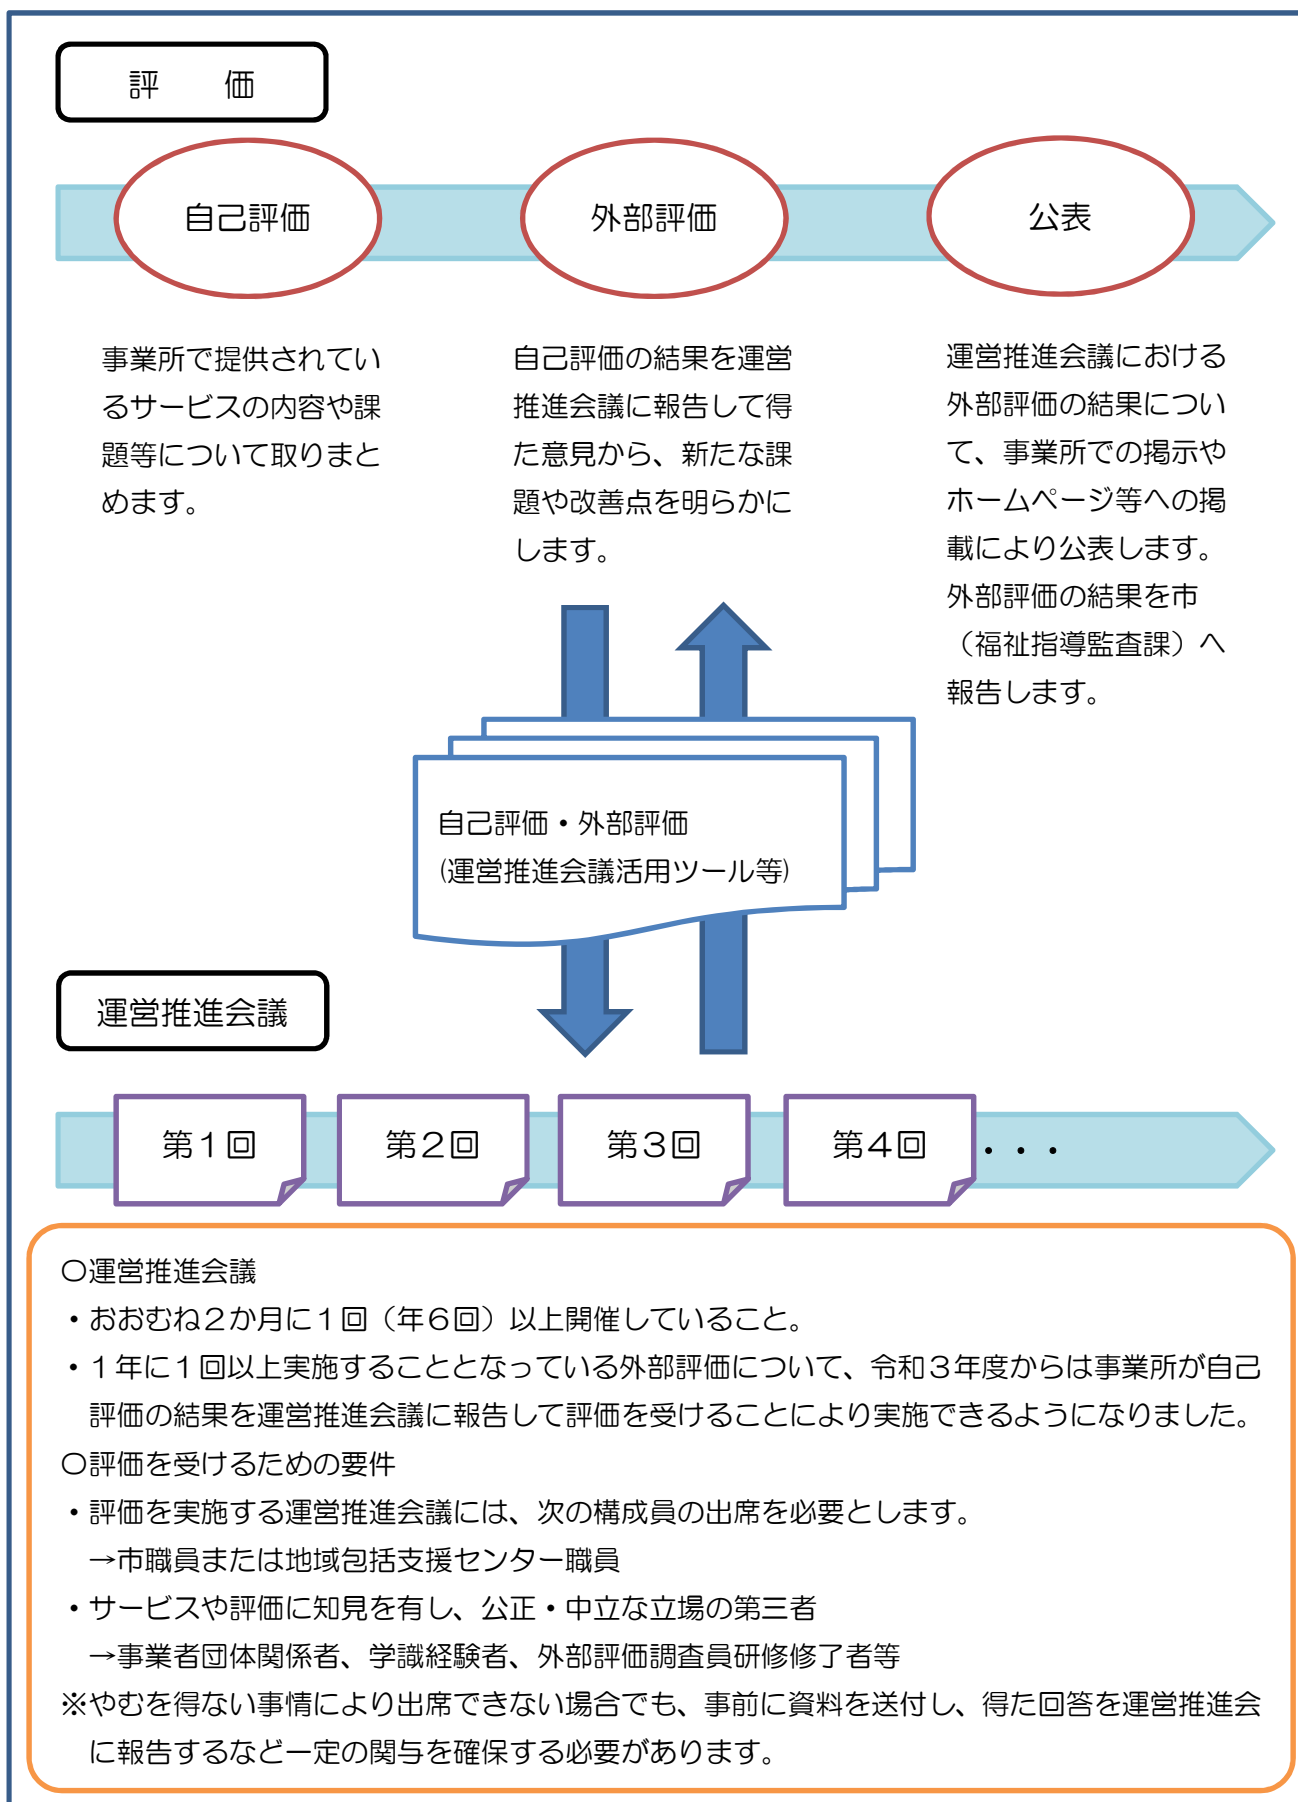 評　価
自己評価
外部評価
公表
事業所で提供されてい
るサービスの内容や課
題等について取りまと
めます。
自己評価の結果を運営
推進会議に報告して得
た意見から、新たな課
題や改善点を明らかに
します。
運営推進会議における
外部評価の結果につい
て、事業所での掲示や
ホームページ等への掲
載により公表します。
外部評価の結果を市
（福祉指導監査課）へ
報告します。
自己評価・外部評価
(運営推進会議活用ツール等)
運営推進会議
第１回
第２回
第３回
第４回
・・・
〇運営推進会議
・おおむね２か月に１回（年６回）以上開催していること。
・１年に１回以上実施することとなっている外部評価について、令和３年度からは事業所が自己
評価の結果を運営推進会議に報告して評価を受けることにより実施できるようになりました。
〇評価を受けるための要件
・評価を実施する運営推進会議には、次の構成員の出席を必要とします。
→市職員または地域包括支援センター職員
・サービスや評価に知見を有し、公正・中立な立場の第三者
→事業者団体関係者、学識経験者、外部評価調査員研修修了者等
※やむを得ない事情により出席できない場合でも、事前に資料を送付し、得た回答を運営推進会
に報告するなど一定の関与を確保する必要があります。